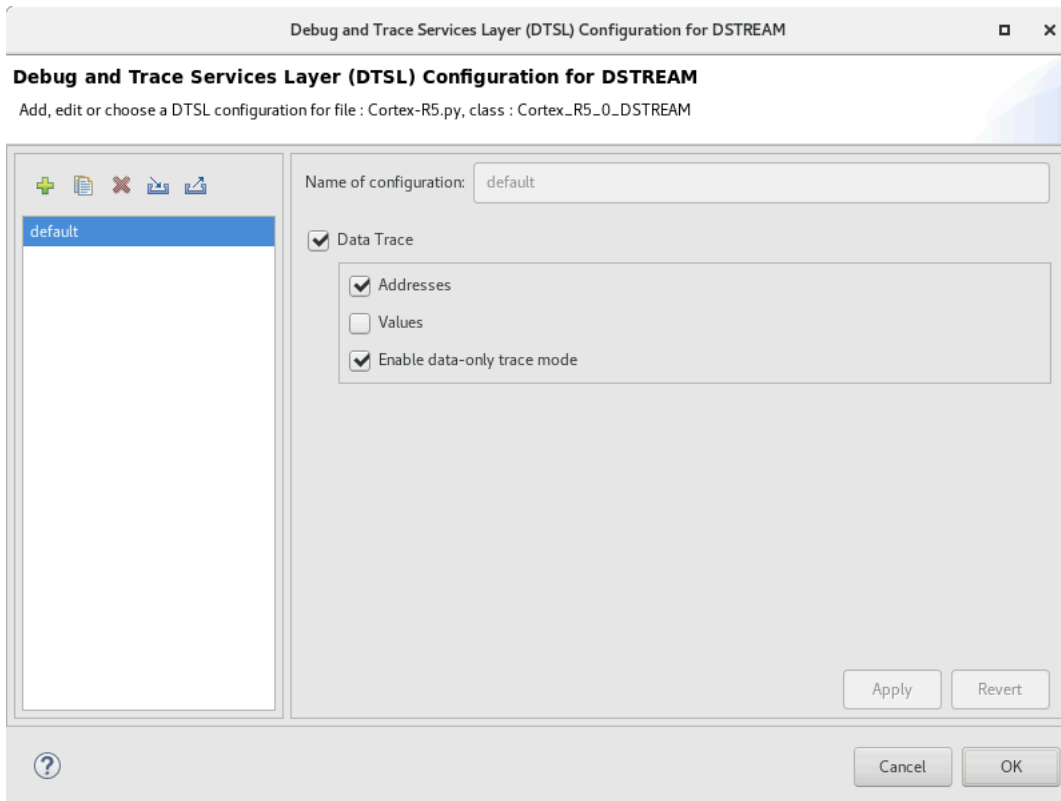 Debug and Trace Services Layer (DTSL) Configuration for DSTREAM
Debug and Trace Services Layer (DTSL) Configuration for DSTREAM
Add, edit or choose a DTSL configuration for file : Cortex-R5.py, class : Cortex_R5_0_DSTREAM
default
Name of configuration: default
Data Trace
Addresses
Values
Enable data-only trace mode
Apply Revert
? Cancel OK